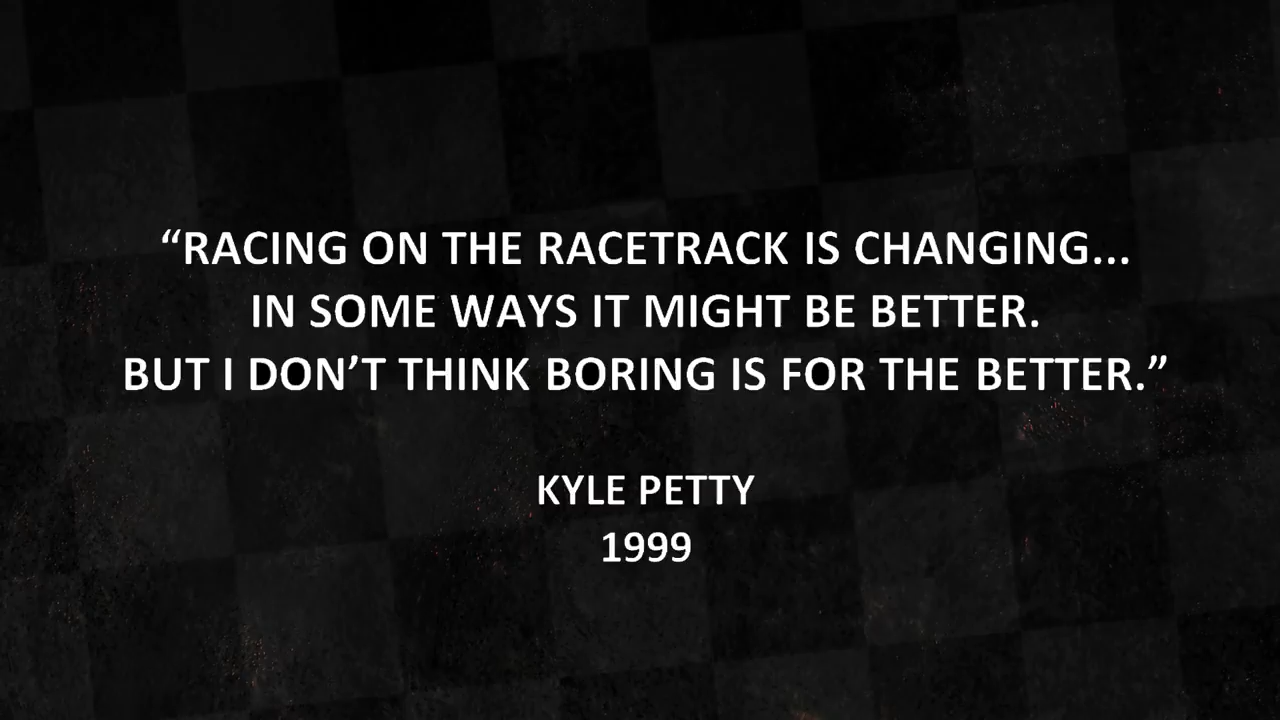 “RACING ON THE RACETRACK IS CHANGING...
IN SOME WAYS IT MIGHT BE BETTER.
BUT I DON’T THINK BORING IS FOR THE BETTER.”
KYLE PETTY
1999